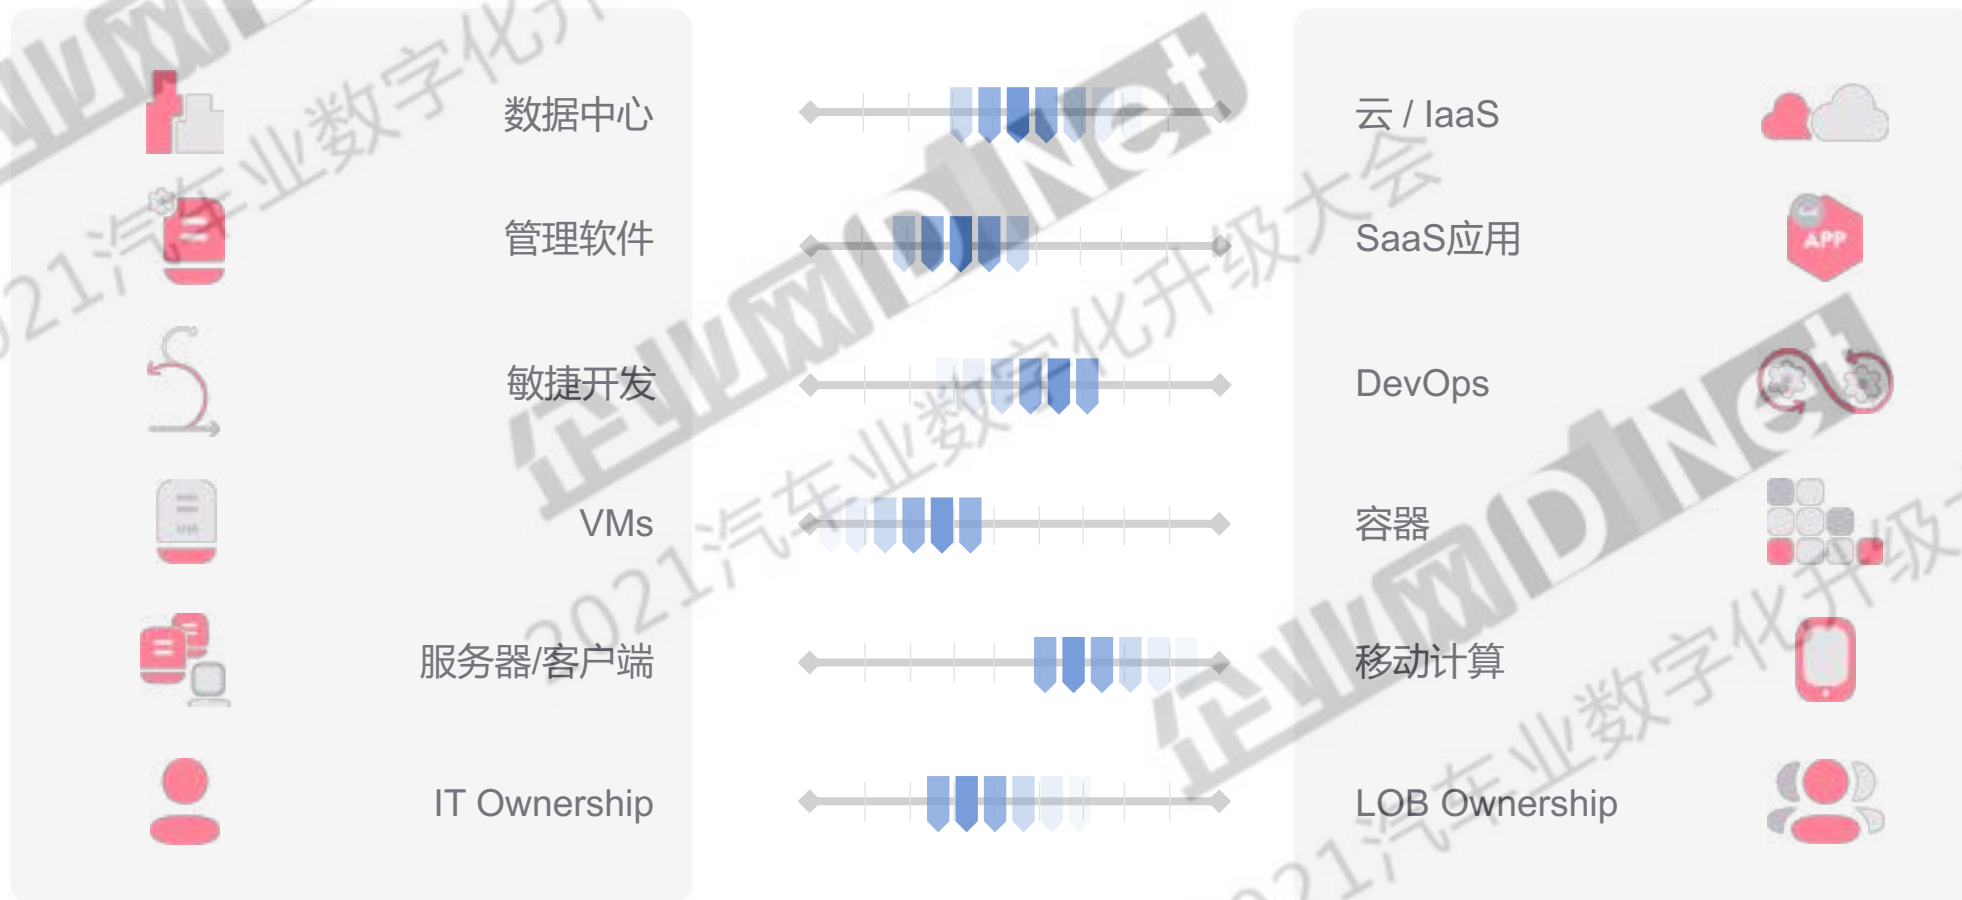 数据中心
云 / IaaS
管理软件
SaaS应用
APP
敏捷开发
DevOps
VMs
容器
服务器/客户端
移动计算
IT Ownership
LOB Ownership
企业网D1Net
2021汽车业数字化升级大会
企业网D1Net
2021汽车业数字化升级大会